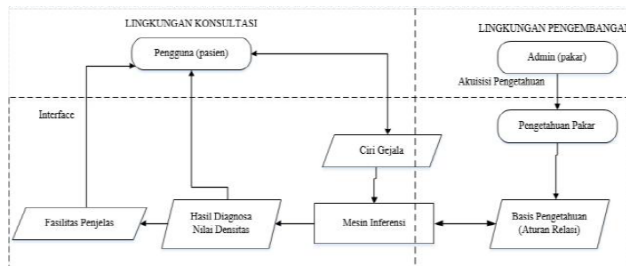 LINGKUNGAN KONSULTASI
LINGKUNGAN PENGEMBANGAN
Pengguna (pasien)
Admin (pakar)
Akuisisi Pengetahuan
Interface
Pengetahuan Pakar
Ciri Gejala
Fasilitas Penjelas
Hasil Diagnosa
Nilai Densitas
Mesin Inferensi
Basis Pengetahuan
(Aturan Relasi)